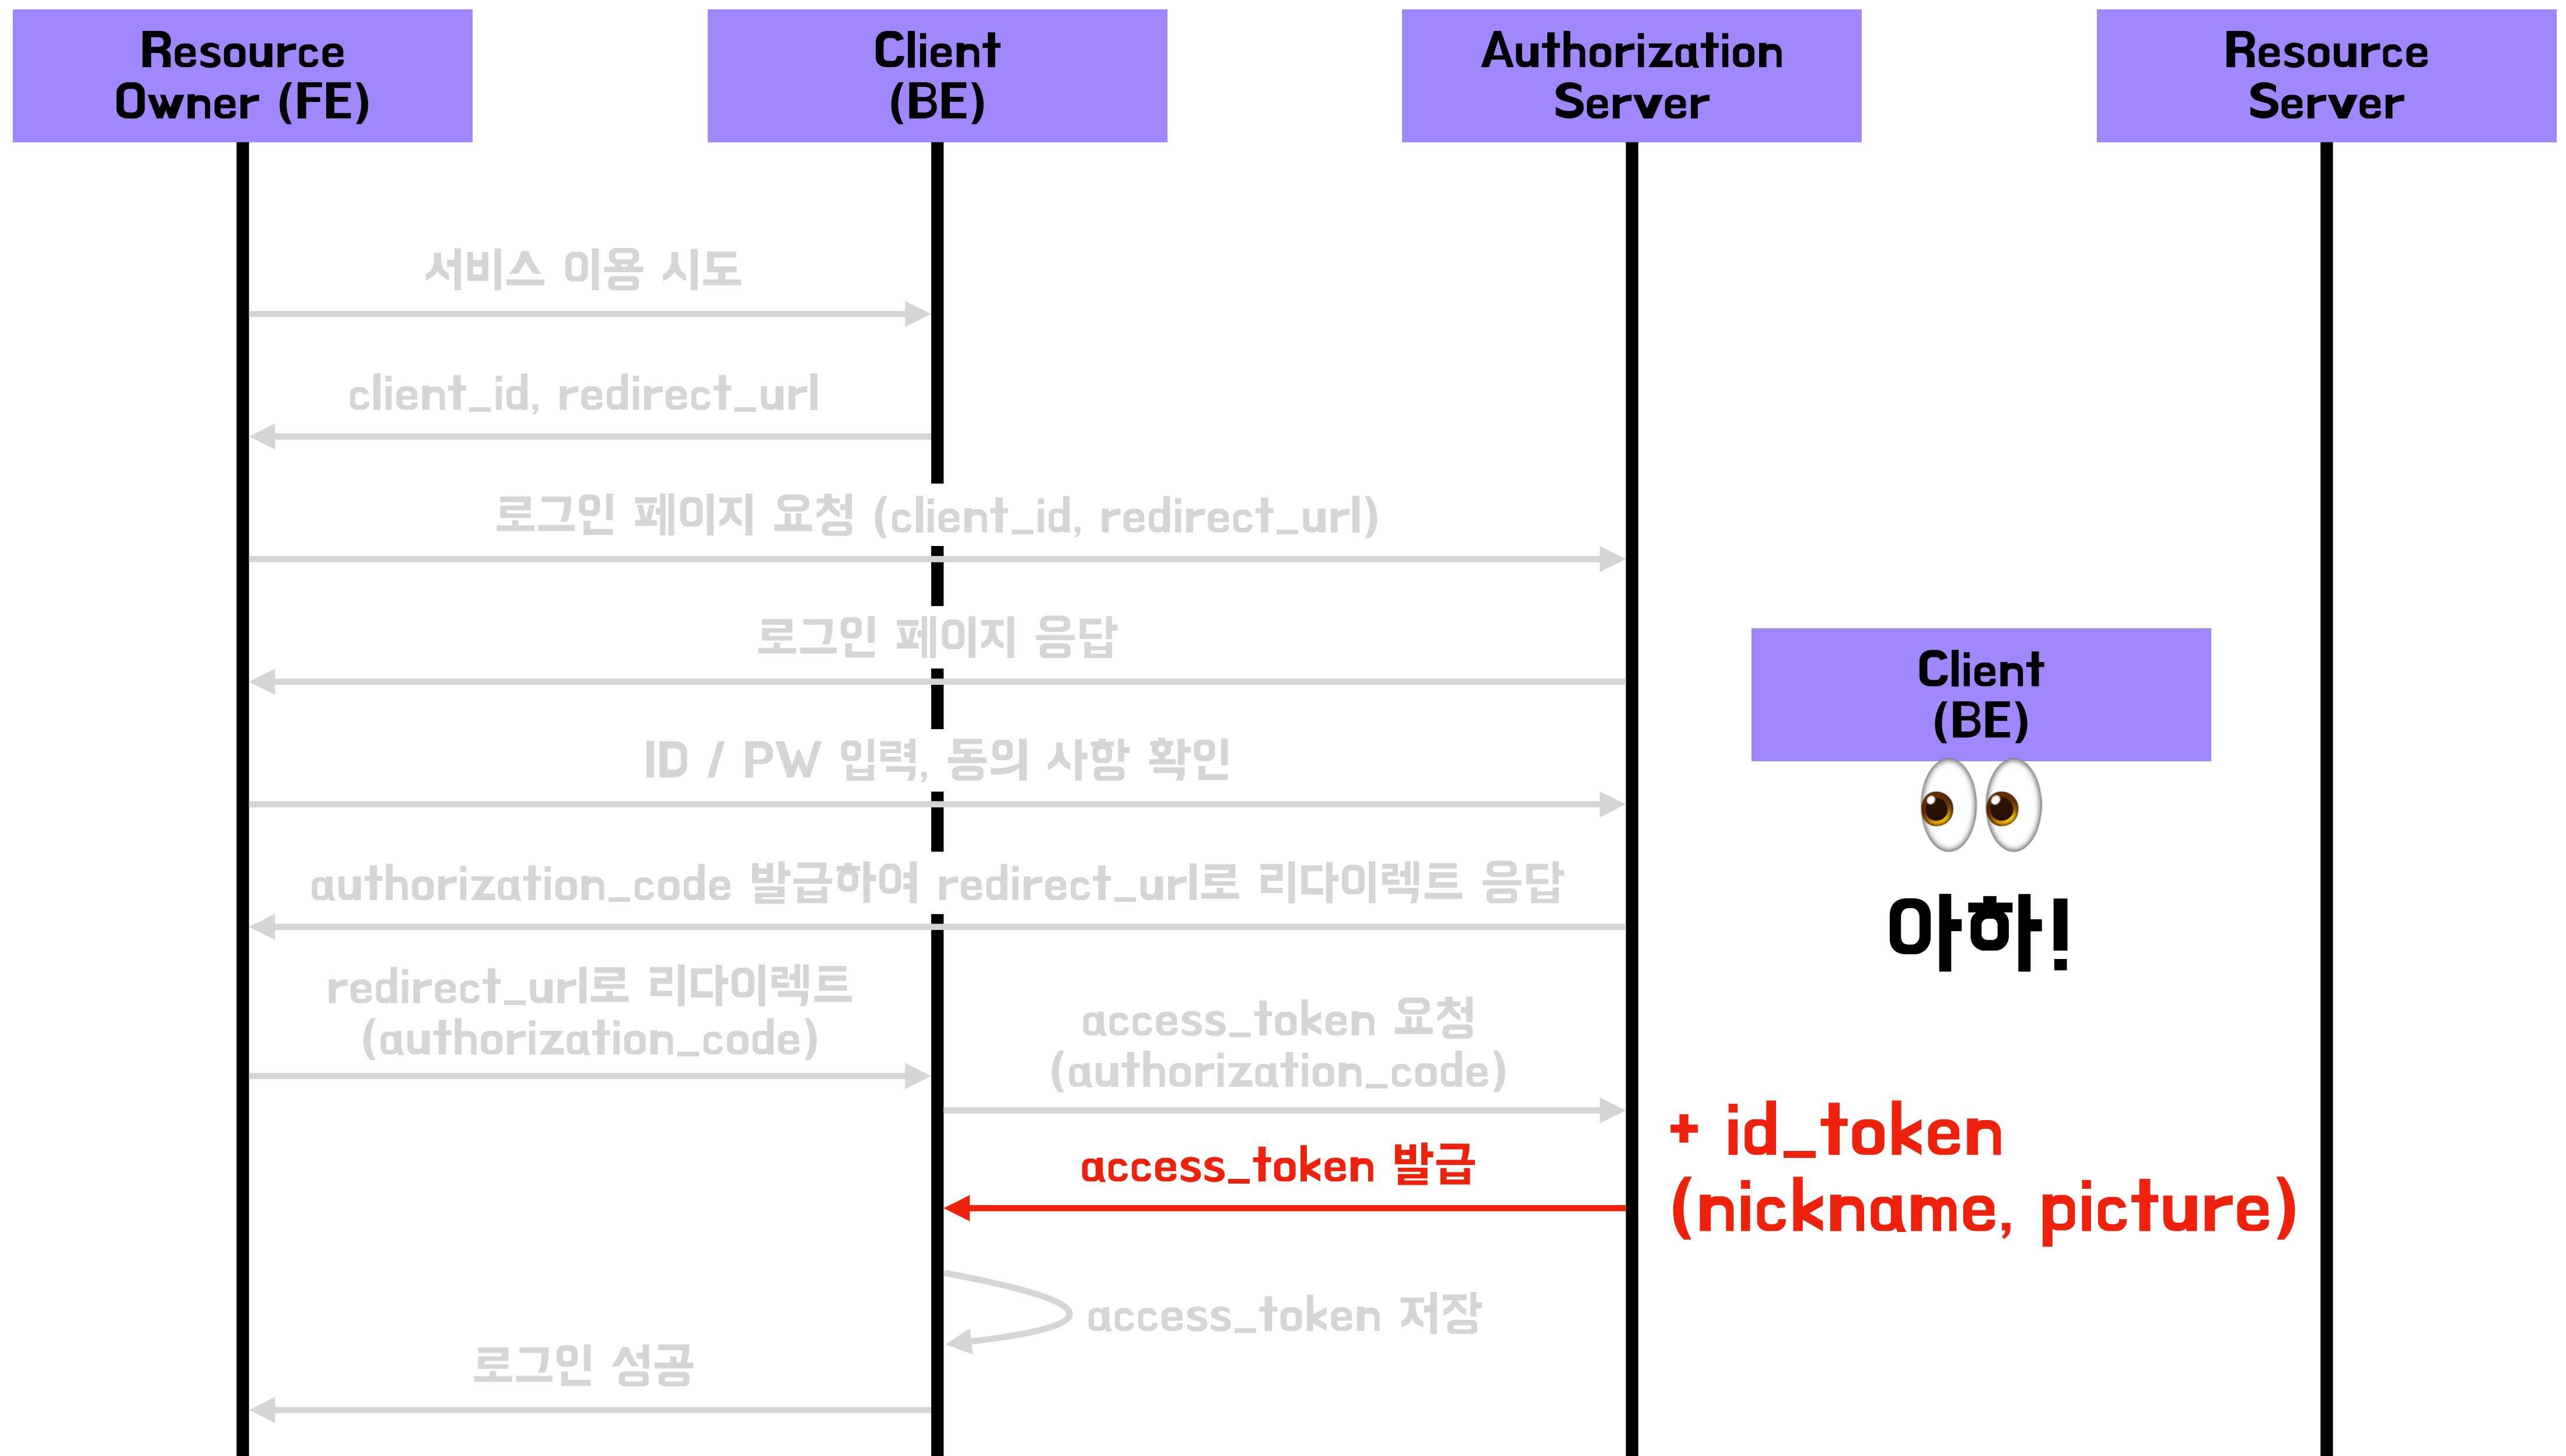 Resource
Owner (FE)
Client
(BE)
Authorization
Server
Resource
Server
서비스 이용 시도
client_id, redirect_url
로그인 페이지 요청 (client_id, redirect_url)
로그인 페이지 응답
Client
(BE)
ID / PW 입력, 동의 사항 확인
authorization_code 발급하여 redirect_url로 리다이렉트 응답
아하!
redirect_url로 리다이렉트
(authorization_code)
access_token 요청
(authorization_code)
access_token 발급
+ id_token
(nickname, picture)
access_token 저장
로그인 성공